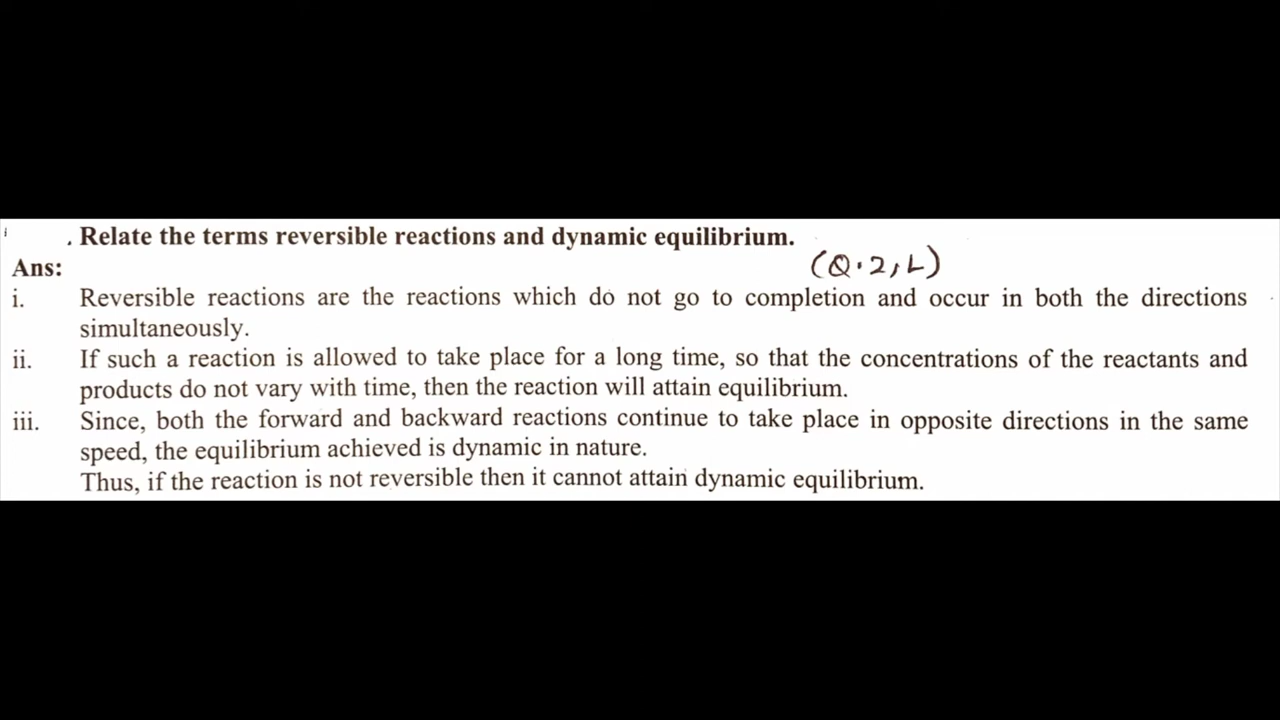 . Relate the terms reversible reactions and dynamic equilibrium.
(Q.2, L)
Ans:
i. Reversible reactions are the reactions which do not go to completion and occur in both the directions
simultaneously.
ii. If such a reaction is allowed to take place for a long time, so that the concentrations of the reactants and
products do not vary with time, then the reaction will attain equilibrium.
iii. Since, both the forward and backward reactions continue to take place in opposite directions in the same
speed, the equilibrium achieved is dynamic in nature.
Thus, if the reaction is not reversible then it cannot attain dynamic equilibrium.